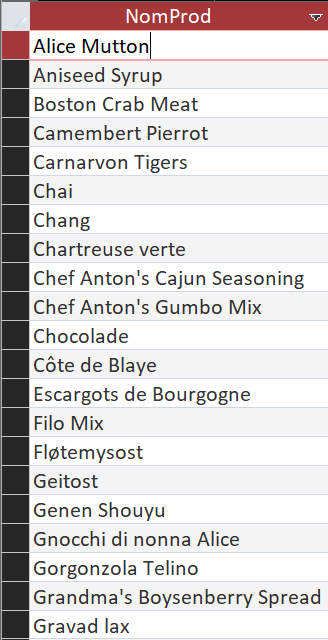 NomProd
Alice Mutton
Aniseed Syrup
Boston Crab Meat
Camembert Pierrot
Carnarvon Tigers
Chai
Chang
Chartreuse verte
Chef Anton's Cajun Seasoning
Chef Anton's Gumbo Mix
Chocolade
Côte de Blaye
Escargots de Bourgogne
Filo Mix
Fløtemysost
Geitost
Genen Shouyu
Gnocchi di nonna Alice
Gorgonzola Telino
Grandma's Boysenberry Spread
Gravad lax